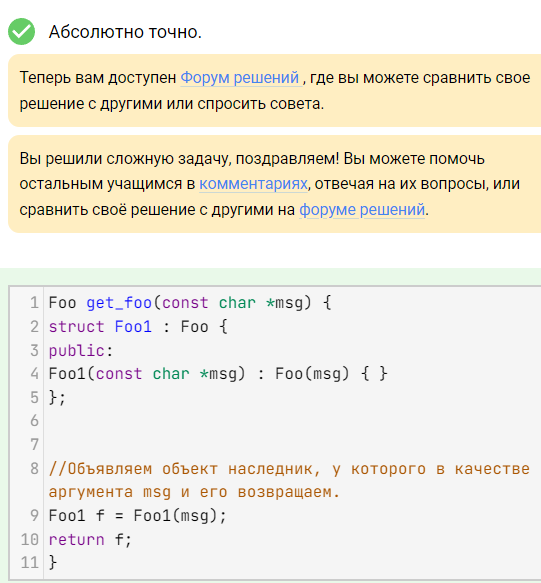 Абсолютно точно.
Теперь вам доступен Форум решений , где вы можете сравнить свое
решение с другими или спросить совета.
Вы решили сложную задачу, поздравляем! Вы можете помочь
остальным учащимся в комментариях, отвечая на их вопросы, или
сравнить своё решение с другими на форуме решений.
1 Foo get_foo(const char *msg) {
2 struct Foo1 : Foo {
3 public:
4 Foo1(const char *msg) : Foo(msg) { }
5 };
6
7
8 //Объявляем объект наследник, у которого в качестве
аргумента msg и его возвращаем.
9 Foo1 f = Foo1(msg);
10 return f;
11 }